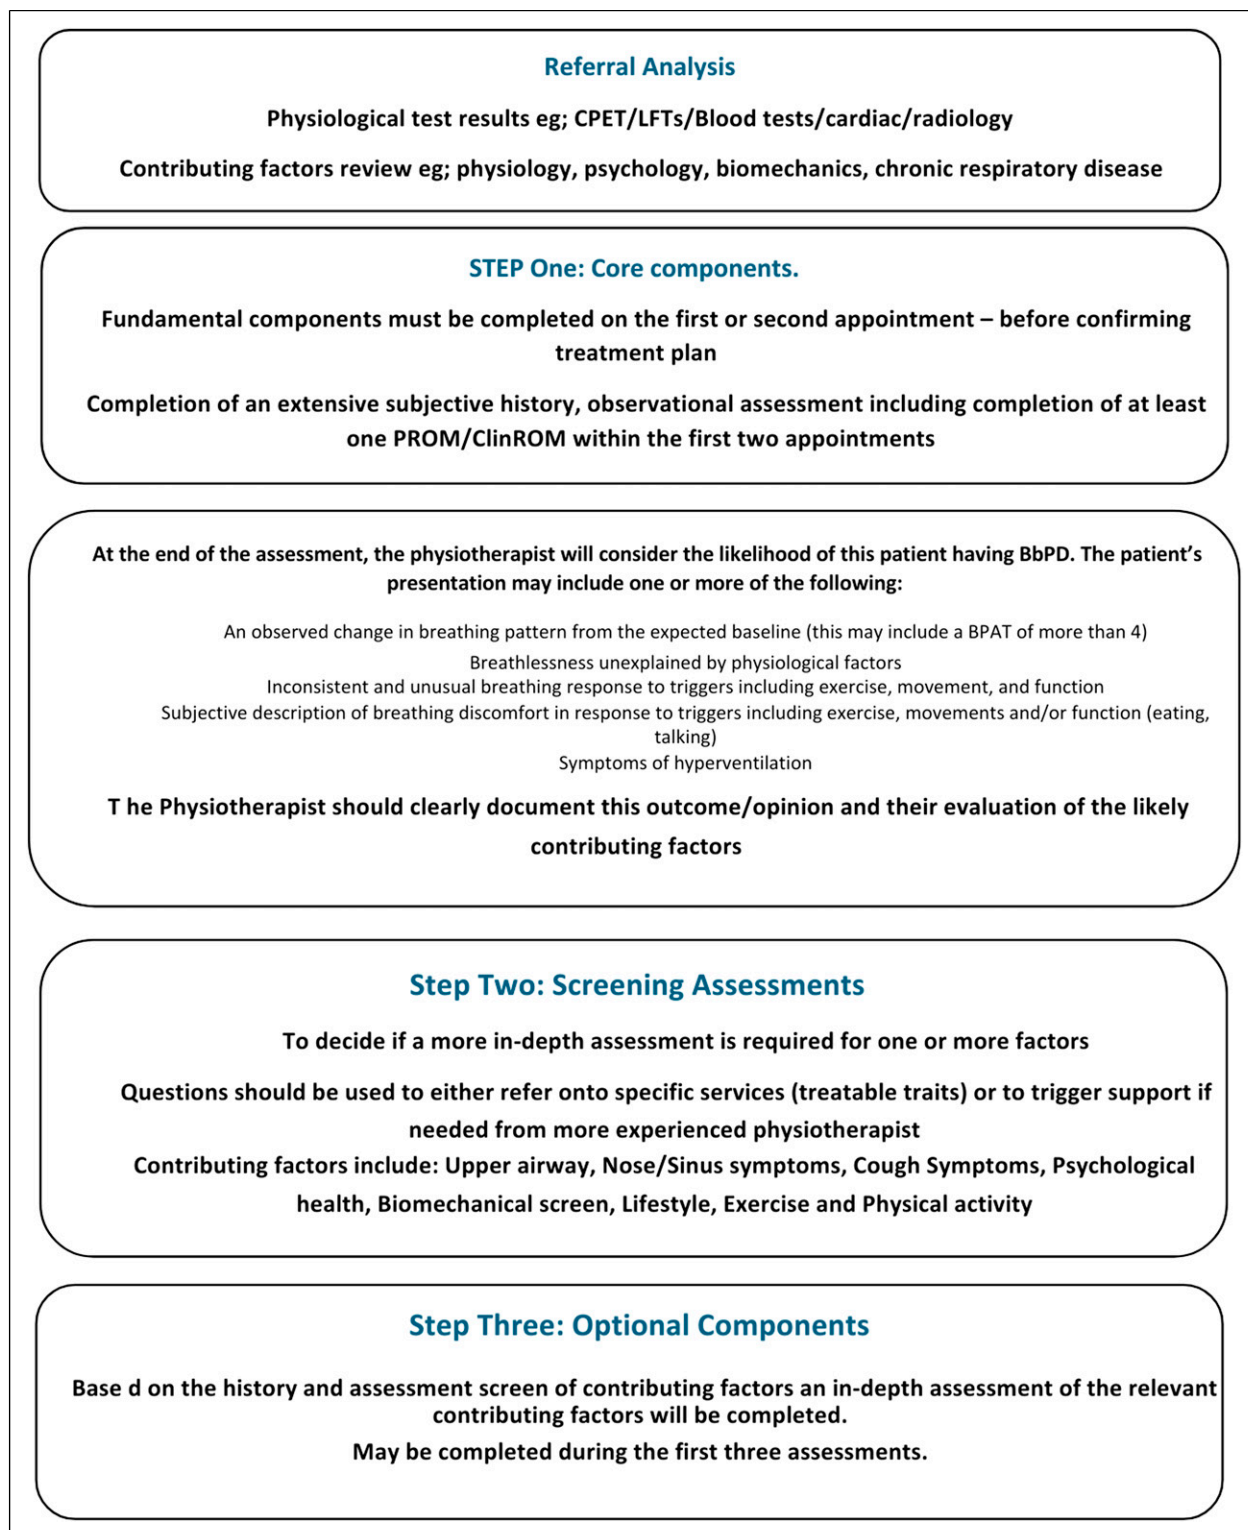 Referral Analysis
Physiological test results eg; CPET/LFTs/Blood tests/cardiac/radiology
Contributing factors review eg; physiology, psychology, biomechanics, chronic respiratory disease
STEP One: Core components.
Fundamental components must be completed on the first or second appointment – before confirming
treatment plan
Completion of an extensive subjective history, observational assessment including completion of at least
one PROM/ClinROM within the first two appointments
At the end of the assessment, the physiotherapist will consider the likelihood of this patient having BbPD. The patient’s
presentation may include one or more of the following:
An observed change in breathing pattern from the expected baseline (this may include a BPAT of more than 4)
Breathlessness unexplained by physiological factors
Inconsistent and unusual breathing response to triggers including exercise, movement, and function
Subjective description of breathing discomfort in response to triggers including exercise, movements and/or function (eating,
talking)
Symptoms of hyperventilation
T he Physiotherapist should clearly document this outcome/opinion and their evaluation of the likely
contributing factors
Step Two: Screening Assessments
To decide if a more in-depth assessment is required for one or more factors
Questions should be used to either refer onto specific services (treatable traits) or to trigger support if
needed from more experienced physiotherapist
Contributing factors include: Upper airway, Nose/Sinus symptoms, Cough Symptoms, Psychological
health, Biomechanical screen, Lifestyle, Exercise and Physical activity
Step Three: Optional Components
Base d on the history and assessment screen of contributing factors an in-depth assessment of the relevant
contributing factors will be completed.
May be completed during the first three assessments.